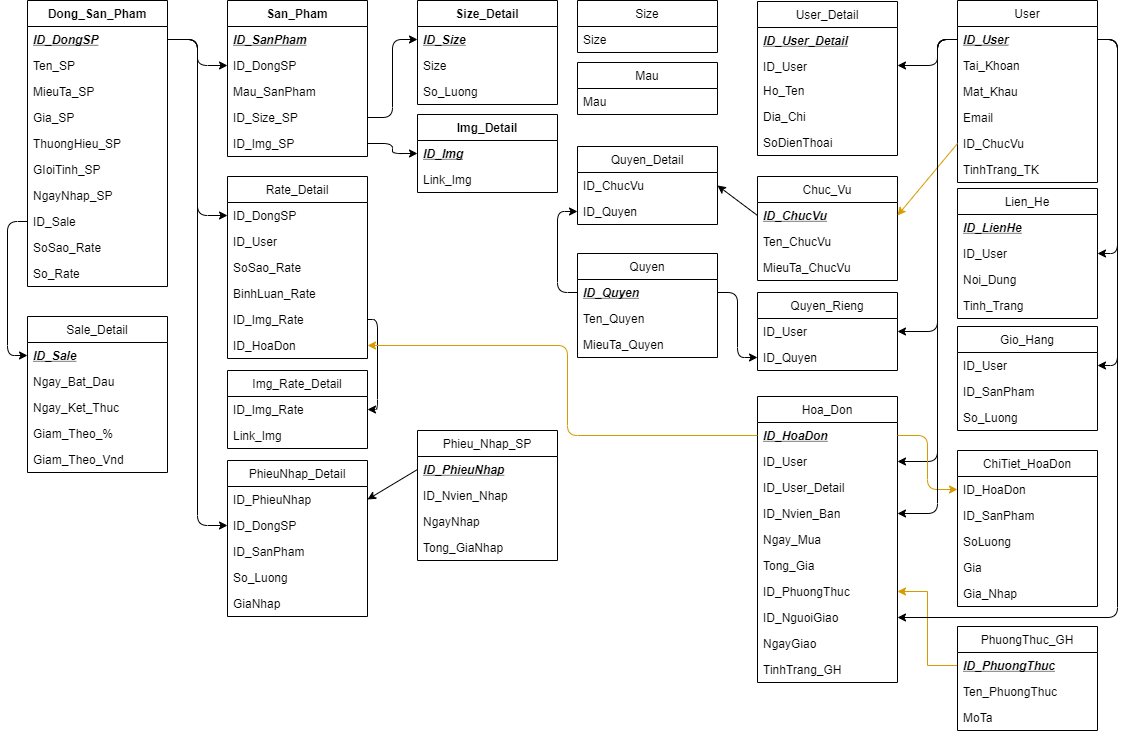 Dong_San_Pham
ID_DongSP
Ten_SP
MieuTa_SP
Gia_SP
ThuongHieu_SP
GIoiTinh_SP
NgayNhap_SP
ID_Sale
SoSao_Rate
So_Rate
Sale_Detail
ID_Sale
Ngay_Bat_Dau
Ngay_Ket_Thuc
Giam_Theo_%
Giam_Theo_Vnd
San_Pham
ID_SanPham
ID_DongSP
Mau_SanPham
ID_Size_SP
ID_Img_SP
Rate_Detail
ID_DongSP
ID_User
SoSao_Rate
BinhLuan_Rate
ID_Img_Rate
ID_HoaDon
Img_Rate_Detail
ID_Img_Rate
Link_Img
PhieuNhap_Detail
ID_PhieuNhap
ID_DongSP
ID_SanPham
So_Luong
GiaNhap
Size_Detail
ID_Size
Size
So_Luong
Img_Detail
ID_Img
Link_Img
Phieu_Nhap_SP
ID_PhieuNhap
ID_Nvien_Nhap
NgayNhap
Tong_GiaNhap
Size
Size
Mau
Mau
Quyen_Detail
ID_ChucVu
ID_Quyen
Quyen
ID_Quyen
Ten_Quyen
MieuTa_Quyen
User_Detail
ID_User_Detail
ID_User
Ho_Ten
Dia_Chi
SoDienThoai
Chuc_Vu
ID_ChucVu
Ten_ChucVu
MieuTa_ChucVu
Quyen_Rieng
ID_User
ID_Quyen
Hoa_Don
ID_HoaDon
ID_User
ID_User_Detail
ID_Nvien_Ban
Ngay_Mua
Tong_Gia
ID_PhuongThuc
ID_NguoiGiao
NgayGiao
TinhTrang_GH
User
ID_User
Tai_Khoan
Mat_Khau
Email
ID_ChucVu
TinhTrang_TK
Lien_He
ID_LienHe
ID_User
Noi_Dung
Tinh_Trang
Gio_Hang
ID_User
ID_SanPham
So_Luong
ChiTiet_HoaDon
ID_HoaDon
ID_SanPham
SoLuong
Gia
Gia_Nhap
PhuongThuc_GH
ID_PhuongThuc
Ten_PhuongThuc
MoTa